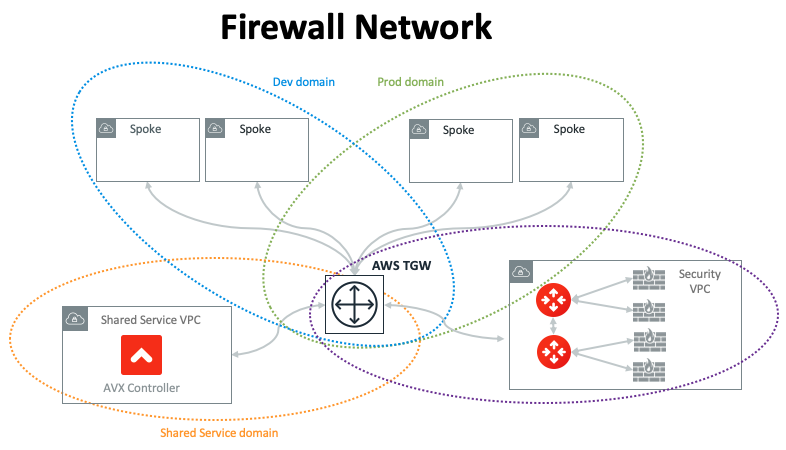 Firewall Network
Dev domain
Prod domain
Spoke
Spoke
Spoke
Spoke
AWS TGW
Security
VPC
Shared Service VPC
AVX Controller
Shared Service domain